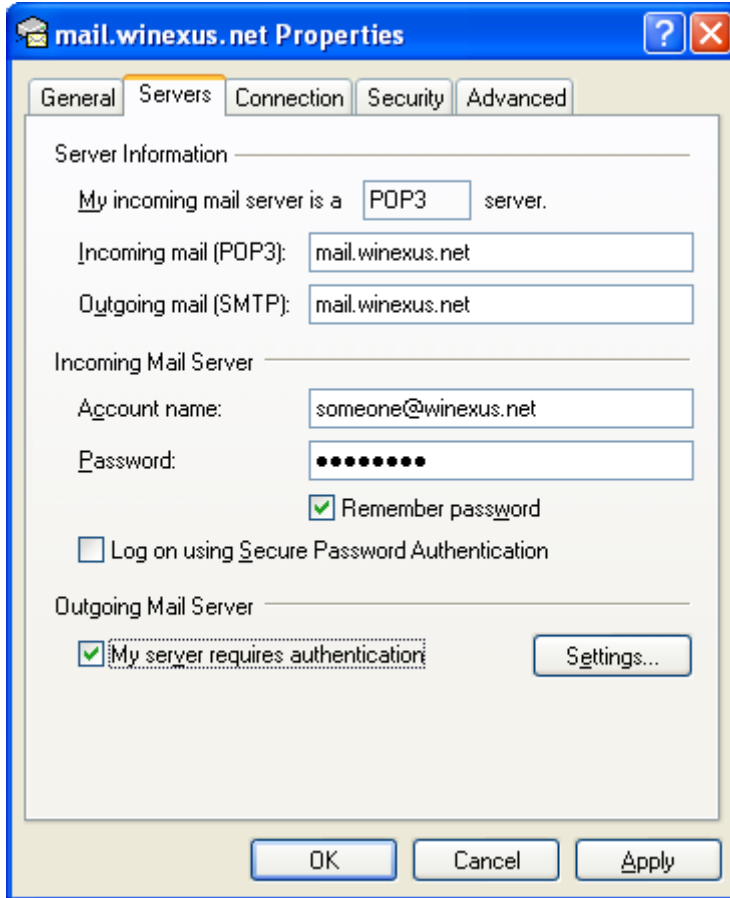 mail.winexus.net Properties
General Servers Connection Security Advanced
Server Information
My incoming mail server is a POP3 server.
Incoming mail (POP3): mail.winexus.net
Outgoing mail (SMTP): mail.winexus.net
Incoming Mail Server
Account name: someone@winexus.net
Password: ●●●●●●●●
Remember password
Log on using Secure Password Authentication
Outgoing Mail Server
My server requires authentication Settings...
OK Cancel Apply